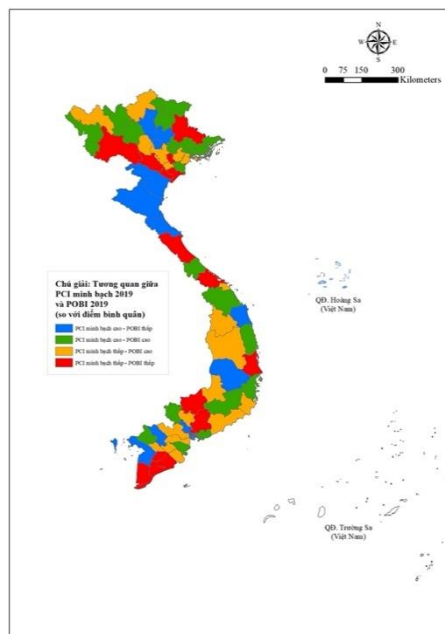 N
W E
S
0 75 150 300
Kilometers
QĐ. Hoàng Sa
(Việt Nam)
Chú giải: Tương quan giữa
PCI minh bạch 2019
và POBI 2019
(so với điểm bình quân)
PCI minh bạch cao - POBI thấp
PCI minh bạch cao - POBI cao
PCI minh bạch thấp - POBI cao
PCI minh bạch thấp - POBI thấp
QĐ. Trường Sa
(Việt Nam)